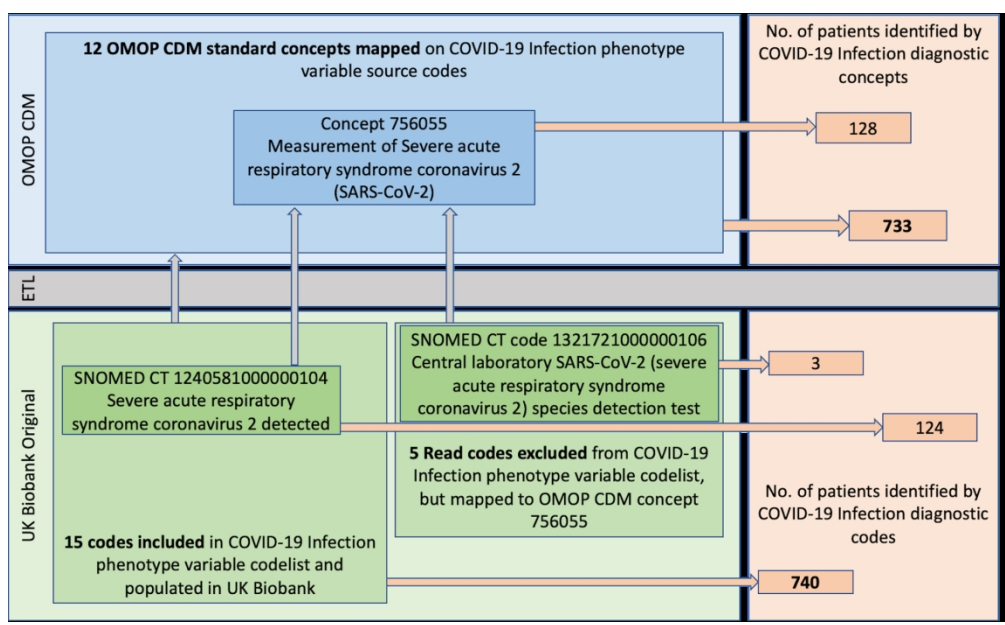 OMOP CDM
12 OMOP CDM standard concepts mapped on COVID-19 Infection phenotype
variable source codes
Concept 756055
Measurement of Severe acute
respiratory syndrome coronavirus 2
(SARS-CoV-2)
No. of patients identified by
COVID-19 Infection diagnostic
concepts
128
733
ETL
UK Biobank Original
SNOMED CT 1240581000000104
Severe acute respiratory
syndrome coronavirus 2 detected
15 codes included in COVID-19 Infection
phenotype variable codelist and
populated in UK Biobank
SNOMED CT code 1321721000000106
Central laboratory SARS-CoV-2 (severe
acute respiratory syndrome
coronavirus 2) species detection test
5 Read codes excluded from COVID-19
Infection phenotype variable codelist,
but mapped to OMOP CDM concept
756055
3
124
No. of patients identified by
COVID-19 Infection diagnostic
codes
740